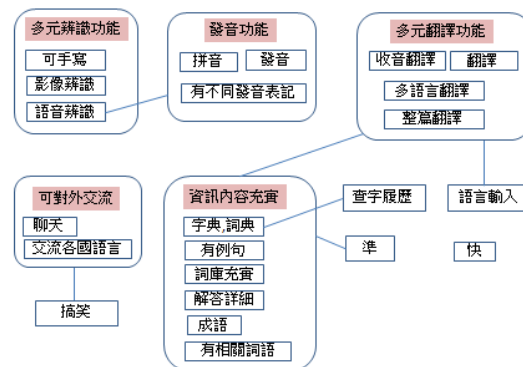 多元辨識功能
可手寫
影像辨識
語音辨識
發音功能
拼音
發音
有不同發音表記
多元翻譯功能
收音翻譯
翻譯
多語言翻譯
整篇翻譯
可對外交流
聊天
交流各國語言
搞笑
資訊內容充實
字典,詞典
有例句
詞庫充實
解答詳細
成語
有相關詞語
查字履歷
語言輸入
準
快